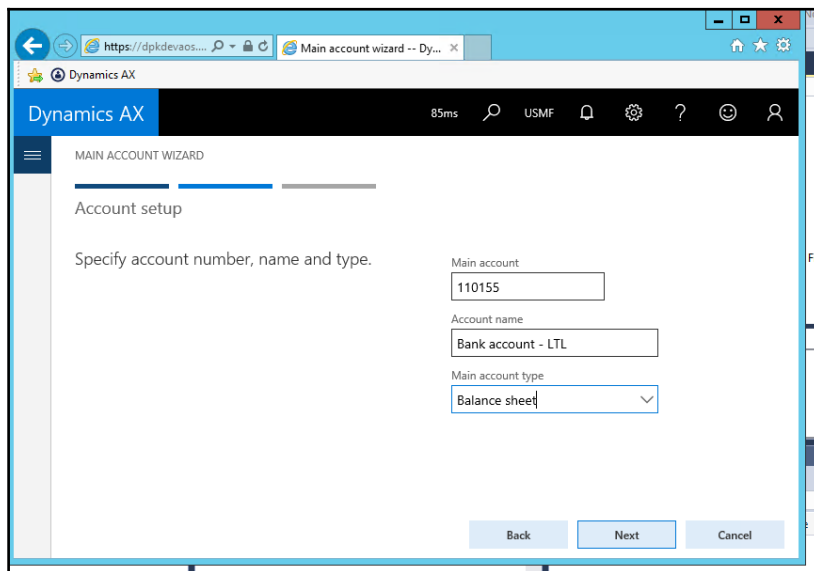 https://dpkdevaos....
Main account wizard -- Dy...
Dynamics AX
Dynamics AX
85ms
USMF
?
MAIN ACCOUNT WIZARD
Account setup
Specify account number, name and type.
Main account
110155
Account name
Bank account - LTL
Main account type
Balance sheet
Back
Next
Cancel